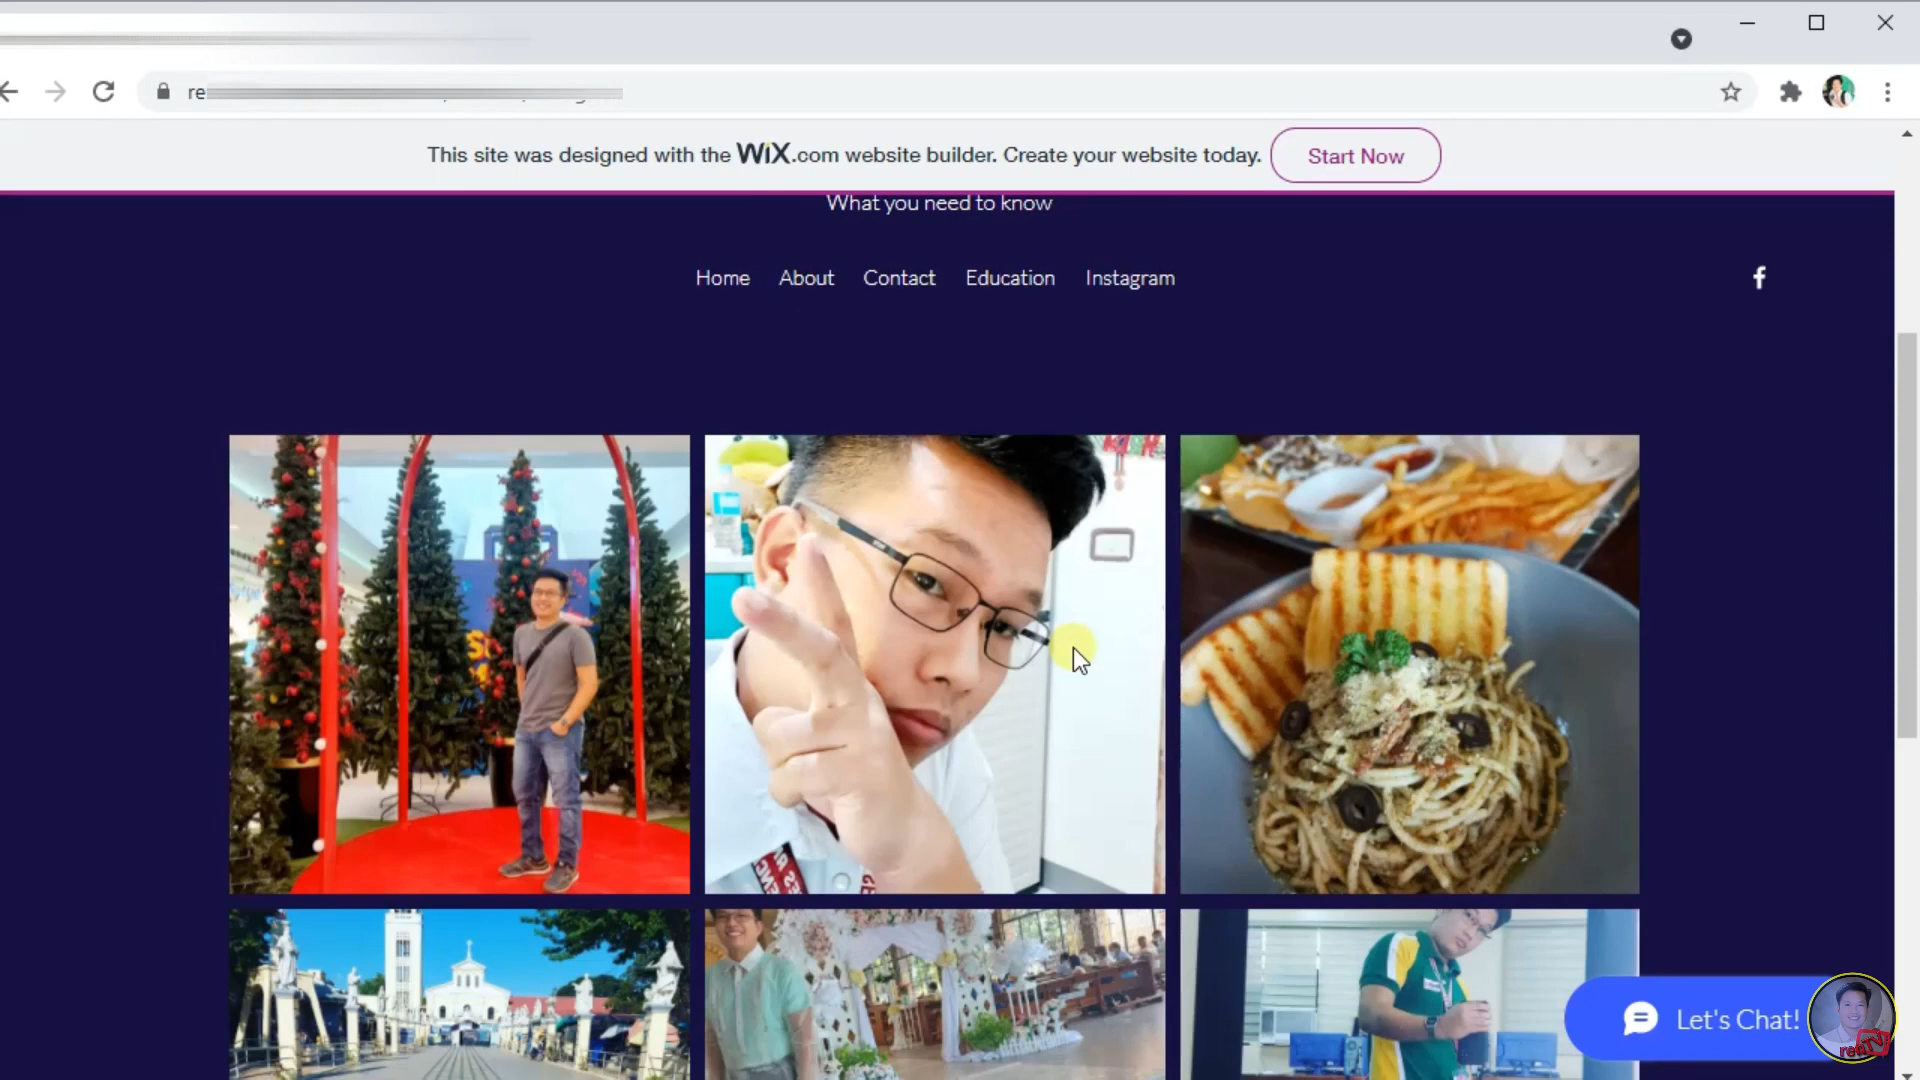 re
This site was designed with the WiX.com website builder. Create your website today. Start Now
What you need to know
Home About Contact Education Instagram
Let's Chat!